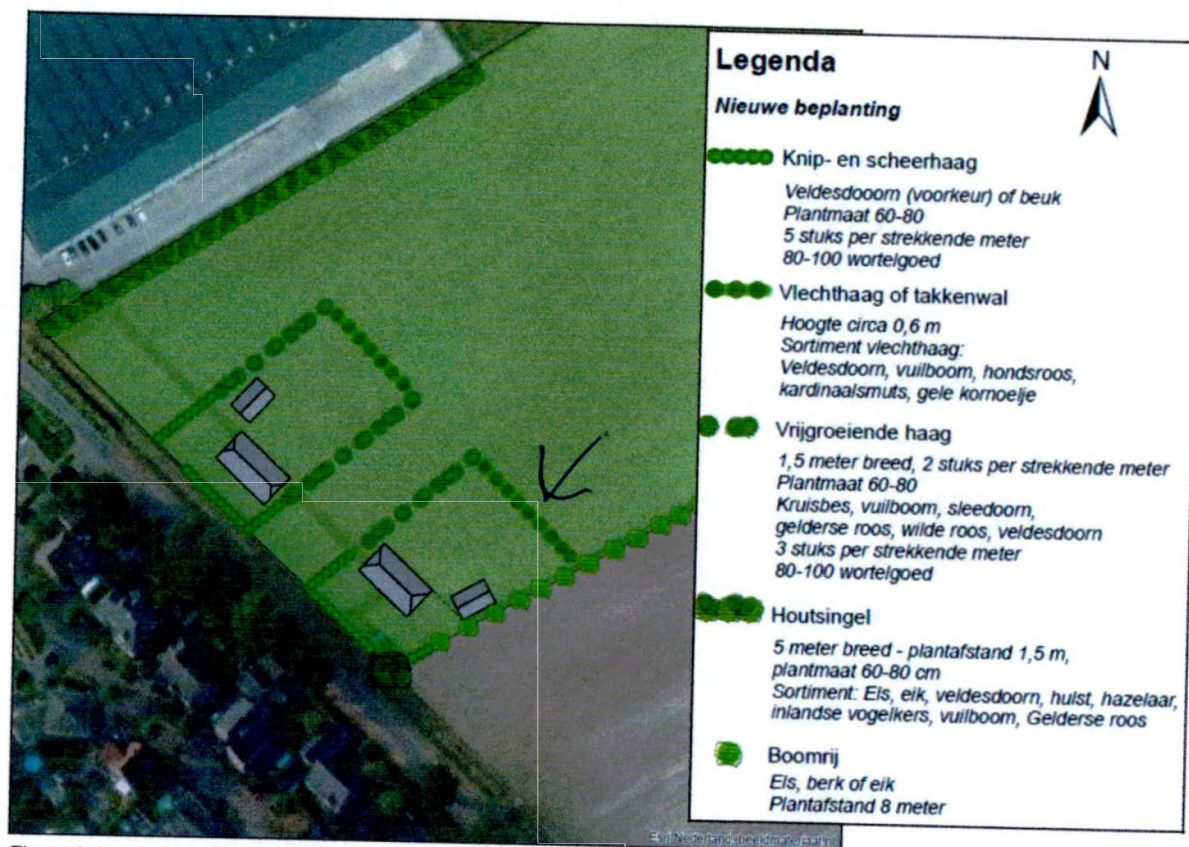 Legenda
N
Nieuwe beplanting
Knip- en scheerhaag
Veldesdooorn (voorkeur) of beuk
Plantmaat 60-80
5 stuks per strekkende meter
80-100 wortelgoed
Vlechthaag of takkenwal
Hoogte circa 0,6 m
Sortiment vlechthaag:
Veldesdoorn, vuilboom, hondsroos,
kardinaalsmuts, gele kornoelje
Vrijgroeiende haag
1,5 meter breed, 2 stuks per strekkende meter
Plantmaat 60-80
Kruisbes, vuilboom, sleedoorn,
gelderse roos, wilde roos, veldesdoorn
3 stuks per strekkende meter
80-100 wortelgoed
Houtsingel
5 meter breed - plantafstand 1,5 m,
plantmaat 60-80 cm
Sortiment: Els, eik, veldesdoorn, hulst, hazelaar,
inlandse vogelkers, vuilboom, Gelderse roos
Boomrij
Els, berk of eik
Plantafstand 8 meter
Esri Nederland, beeldmateriaal